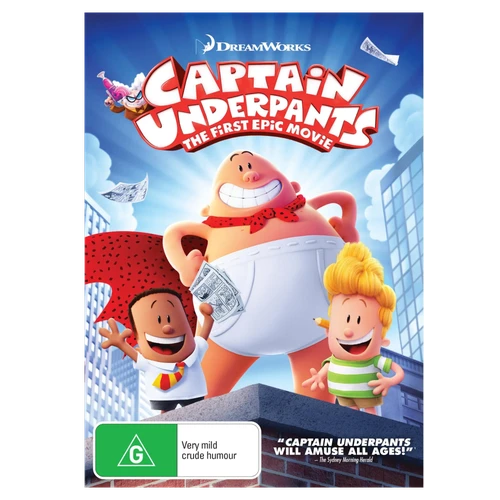 DREAMWORKS
CAPTAIN
UNDERPANTS
THE FIRST EPIC MOVIE
G
Very mild
crude humour
“CAPTAIN UNDERPANTS
WILL AMUSE ALL AGES!”
– The Sydney Morning Herald